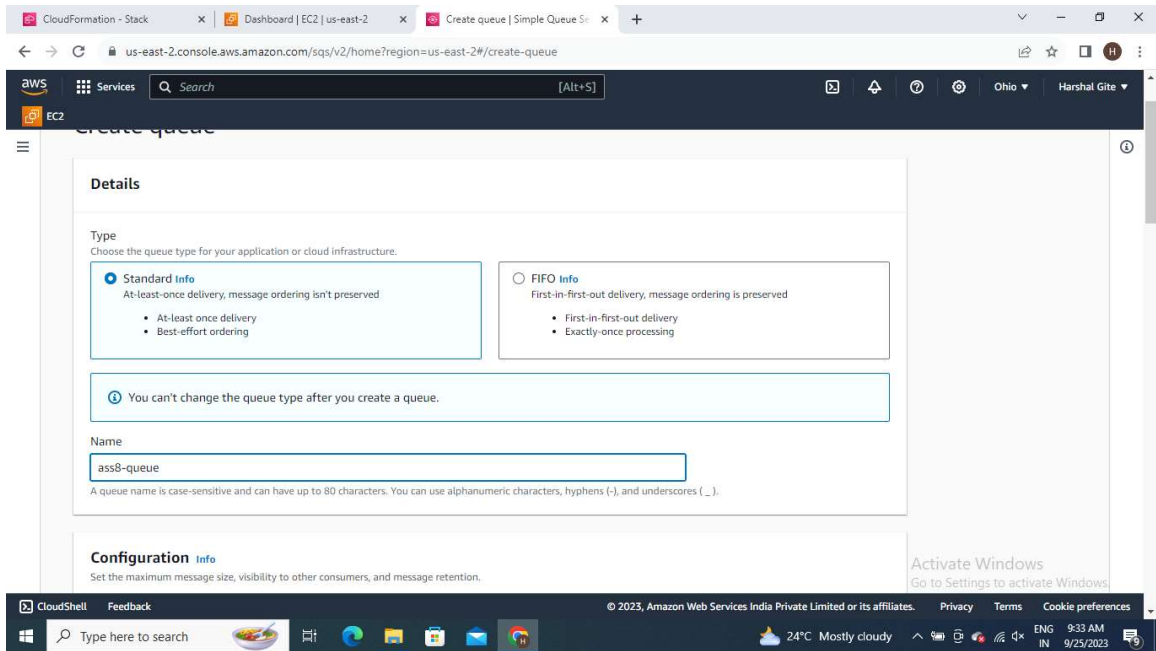 CloudFormation - Stack
Dashboard | EC2 | us-east-2
Create queue | Simple Queue Se
us-east-2.console.aws.amazon.com/sqs/v2/home?region=us-east-2#/create-queue
H
aws
Services
Search
[Alt+S]
Ohio
Harshal Gite
EC2
Create queue
Details
Type
Choose the queue type for your application or cloud infrastructure.
Standard Info
At-least-once delivery, message ordering isn't preserved
• At-least once delivery
• Best-effort ordering
FIFO Info
First-in-first-out delivery, message ordering is preserved
• First-in-first-out delivery
• Exactly-once processing
You can't change the queue type after you create a queue.
Name
ass8-queue
A queue name is case-sensitive and can have up to 80 characters. You can use alphanumeric characters, hyphens (-), and underscores ( _ ).
Configuration Info
Set the maximum message size, visibility to other consumers, and message retention.
Activate Windows
Go to Settings to activate Windows.
CloudShell
Feedback
© 2023, Amazon Web Services India Private Limited or its affiliates.
Privacy
Terms
Cookie preferences
Type here to search
24°C Mostly cloudy
ENG
IN
9:33 AM
9/25/2023
9